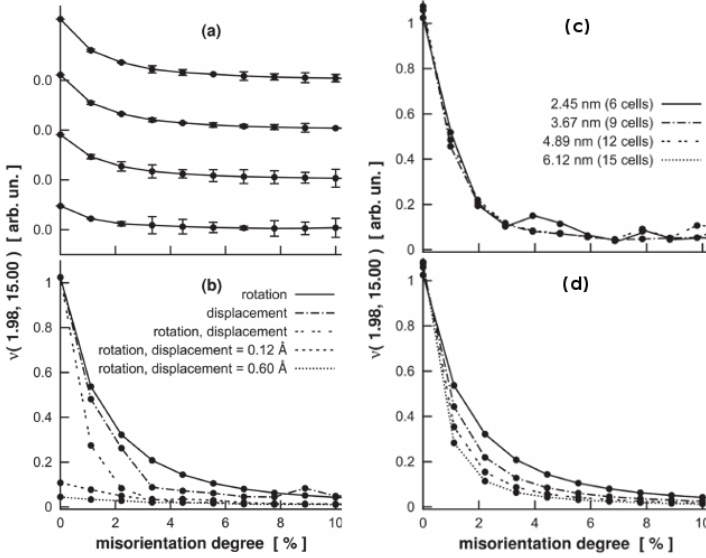 (a)
0.0
0.0
0.0
0.0
ν( 1.98, 15.00 ) [ arb. un. ]
(b)
rotation
displacement
rotation, displacement
rotation, displacement = 0.12 Å
rotation, displacement = 0.60 Å
1
0.8
0.6
0.4
0.2
0
0
2
4
6
8
10
misorientation degree [ % ]
(c)
2.45 nm (6 cells)
3.67 nm (9 cells)
4.89 nm (12 cells)
6.12 nm (15 cells)
1
0.8
0.6
0.4
0.2
0
ν( 1.98, 15.00 ) [ arb. un. ]
(d)
1
0.8
0.6
0.4
0.2
0
0
2
4
6
8
10
misorientation degree [ % ]